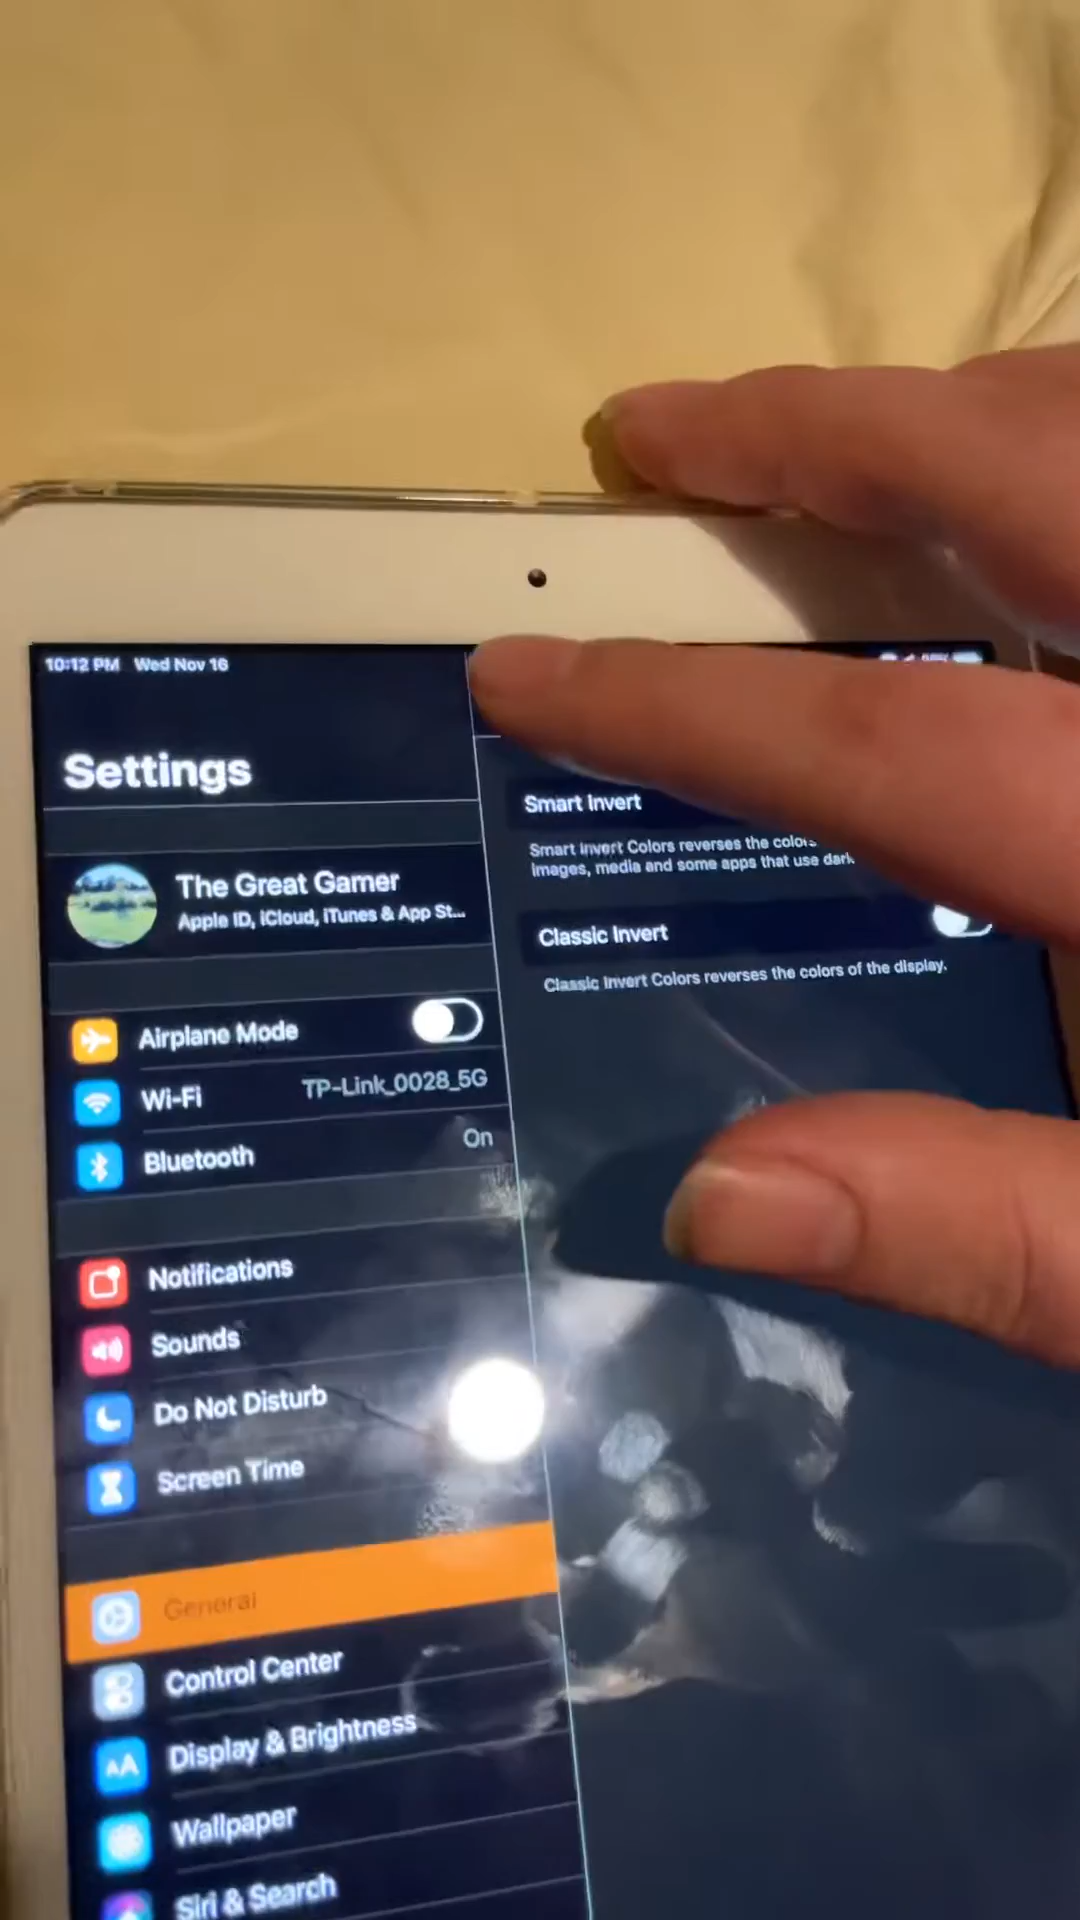 10:12 PM Wed Nov 16
Settings
The Great Gamer
Apple ID, iCloud, iTunes & App St...
Airplane Mode
Wi-Fi TP-Link_0028_5G
Bluetooth On
Notifications
Sounds
Do Not Disturb
Screen Time
General
Control Center
AA Display & Brightness
Wallpaper
Siri & Search
Smart Invert
Smart Invert Colors reverses the colors
images, media and some apps that use dark
Classic Invert
Classic Invert Colors reverses the colors of the display.